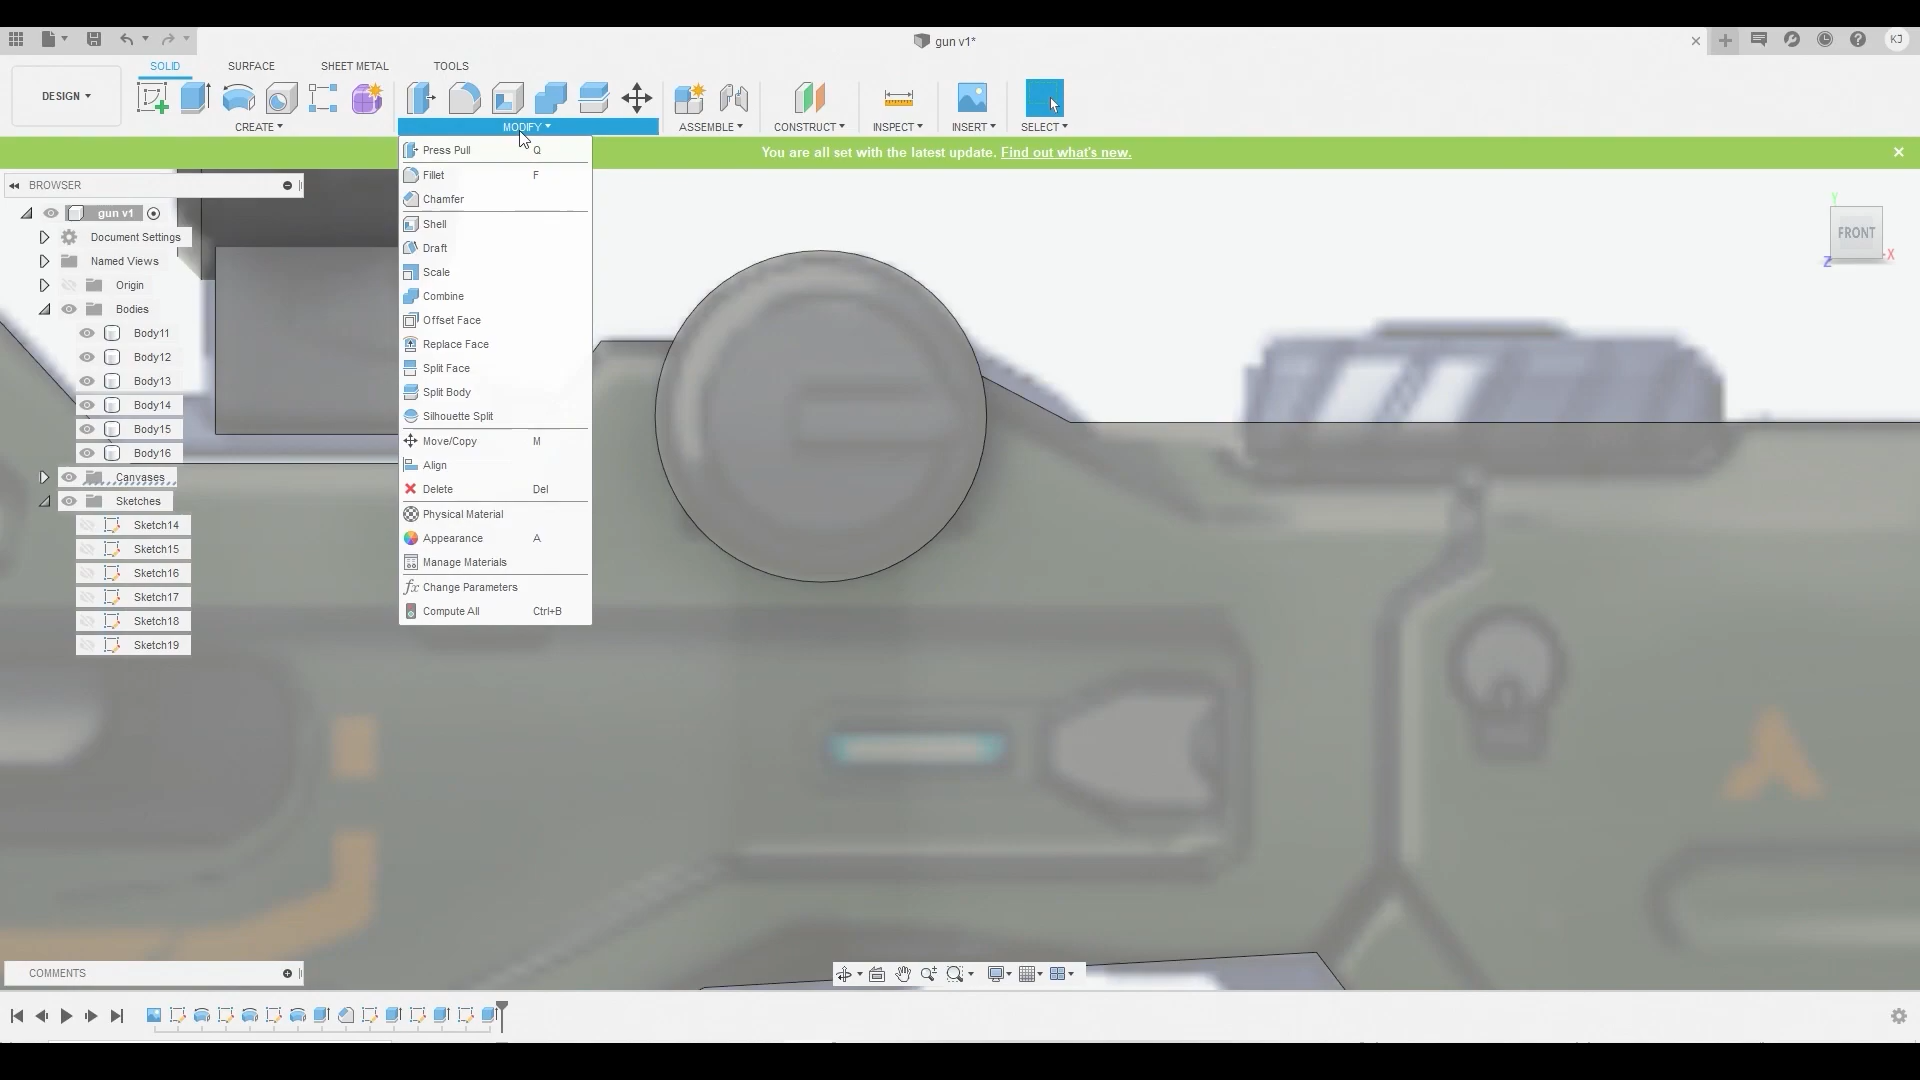 gun v1*
KJ
DESIGN
SOLID
SURFACE
SHEET METAL
TOOLS
CREATE
MODIFY
ASSEMBLE
CONSTRUCT
INSPECT
INSERT
SELECT
You are all set with the latest update. Find out what's new.
BROWSER
gun v1
Document Settings
Named Views
Origin
Bodies
Body11
Body12
Body13
Body14
Body15
Body16
Canvases
Sketches
Sketch14
Sketch15
Sketch16
Sketch17
Sketch18
Sketch19
Press Pull Q
Fillet F
Chamfer
Shell
Draft
Scale
Combine
Offset Face
Replace Face
Split Face
Split Body
Silhouette Split
Move/Copy M
Align
Delete Del
Physical Material
Appearance A
Manage Materials
fx Change Parameters
Compute All Ctrl+B
Y
FRONT
X
Z
COMMENTS